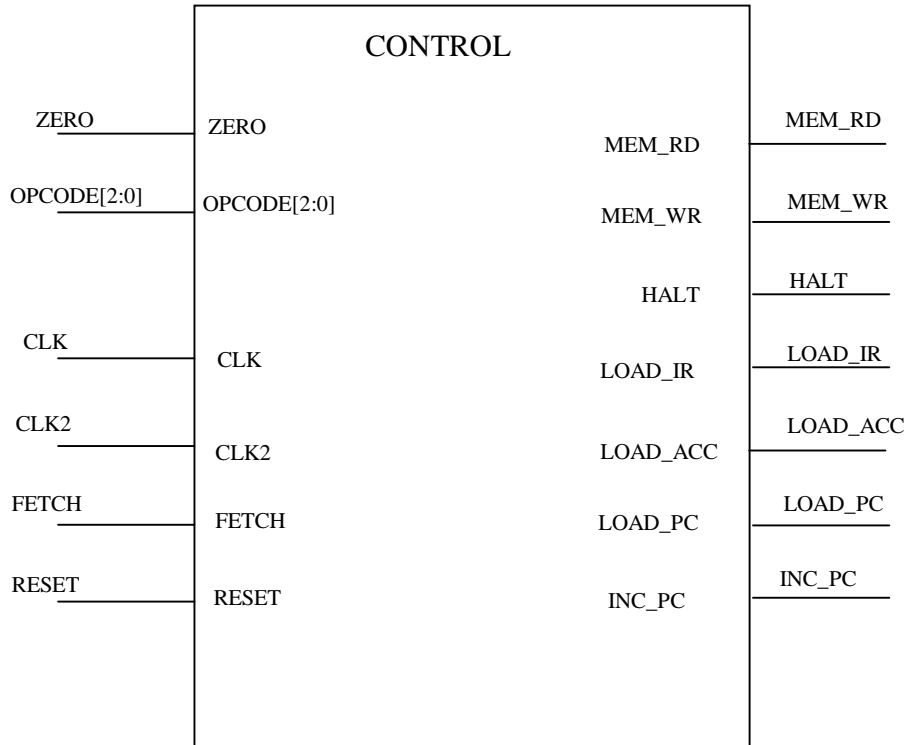 CONTROL
ZERO ZERO MEM_RD MEM_RD
OPCODE[2:0] OPCODE[2:0] MEM_WR MEM_WR
HALT HALT
CLK CLK LOAD_IR LOAD_IR
CLK2 CLK2 LOAD_ACC LOAD_ACC
FETCH FETCH LOAD_PC LOAD_PC
RESET RESET INC_PC INC_PC